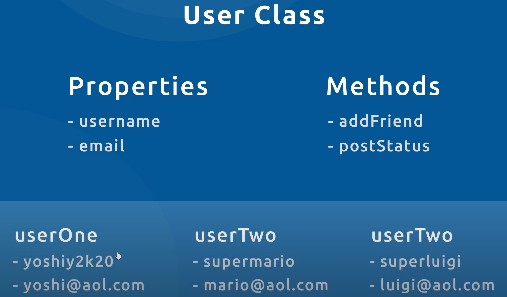 User Class
Properties
- username
- email
Methods
- addFriend
- postStatus
userOne
- yoshiy2k20
- yoshi@aol.com
userTwo
- supermario
- mario@aol.com
userTwo
- superluigi
- luigi@aol.com